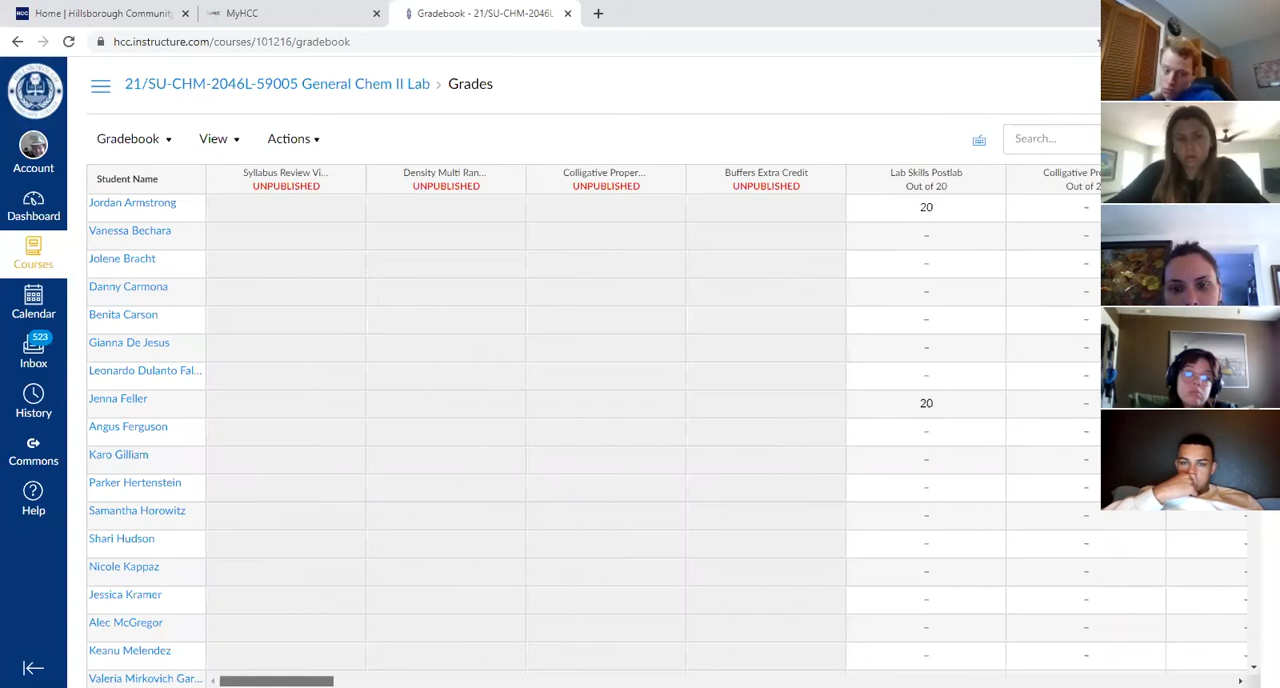 Home | Hillsborough Community
MyHCC
Gradebook - 21/SU-CHM-2046L
hcc.instructure.com/courses/101216/gradebook
21/SU-CHM-2046L-59005 General Chem II Lab > Grades
Gradebook View Actions
Search...
Student Name
Syllabus Review Vi...
UNPUBLISHED
Density Multi Ran...
UNPUBLISHED
Colligative Proper...
UNPUBLISHED
Buffers Extra Credit
UNPUBLISHED
Lab Skills Postlab
Out of 20
Colligative Pr
Out of 2
Jordan Armstrong 20 -
Vanessa Bechara - -
Jolene Bracht - -
Danny Carmona - -
Benita Carson - -
Gianna De Jesus - -
Leonardo Dulanto Fal... - -
Jenna Feller 20 -
Angus Ferguson - -
Karo Gilliam - -
Parker Hertenstein - -
Samantha Horowitz - - -
Shari Hudson - - -
Nicole Kappaz - - -
Jessica Kramer - - -
Alec McGregor - - -
Keanu Melendez - - -
Valeria Mirkovich Gar...
HCC
Account
Dashboard
Courses
Calendar
523
Inbox
History
Commons
Help